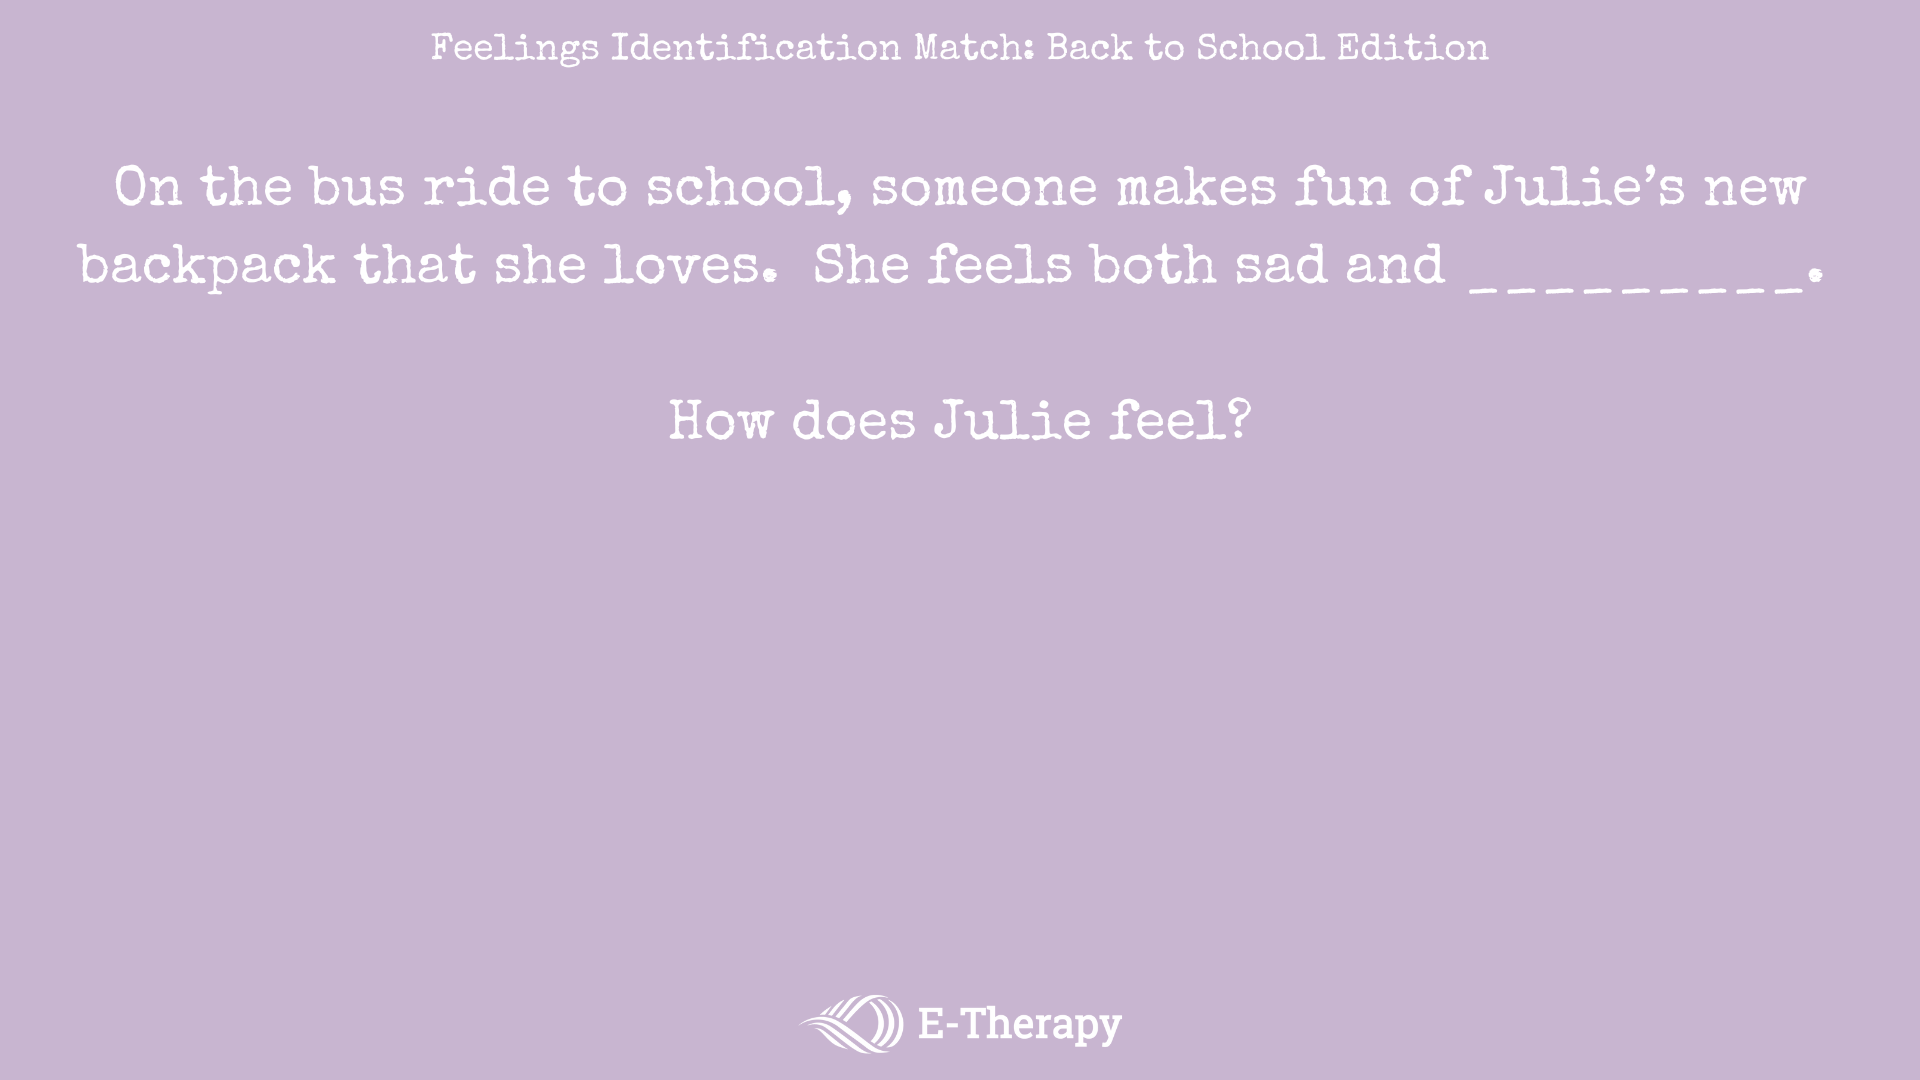 Feelings Identification Match: Back to School Edition
On the bus ride to school, someone makes fun of Julie’s new
backpack that she loves.  She feels both sad and _________.
How does Julie feel?
E-Therapy